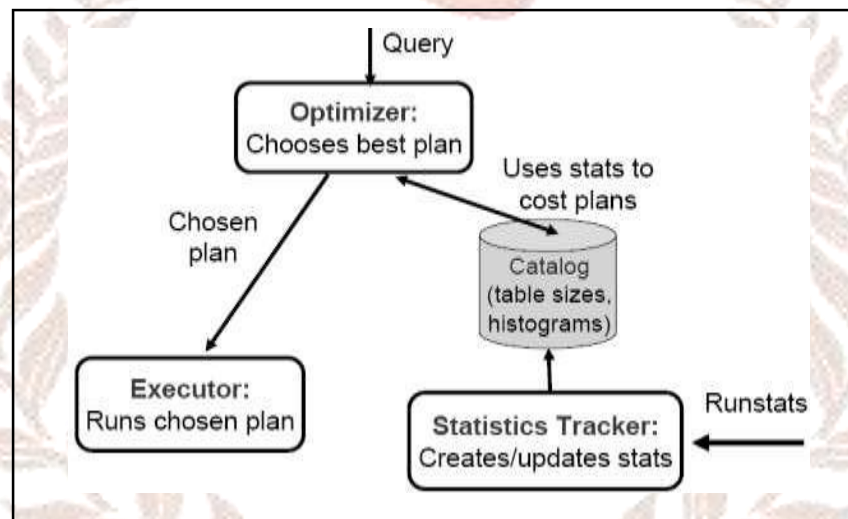 Query
Optimizer:
Chooses best plan
Uses stats to
cost plans
Chosen
plan
Catalog
(table sizes,
histograms)
Executor:
Runs chosen plan
Statistics Tracker:
Creates/updates stats
Runstats